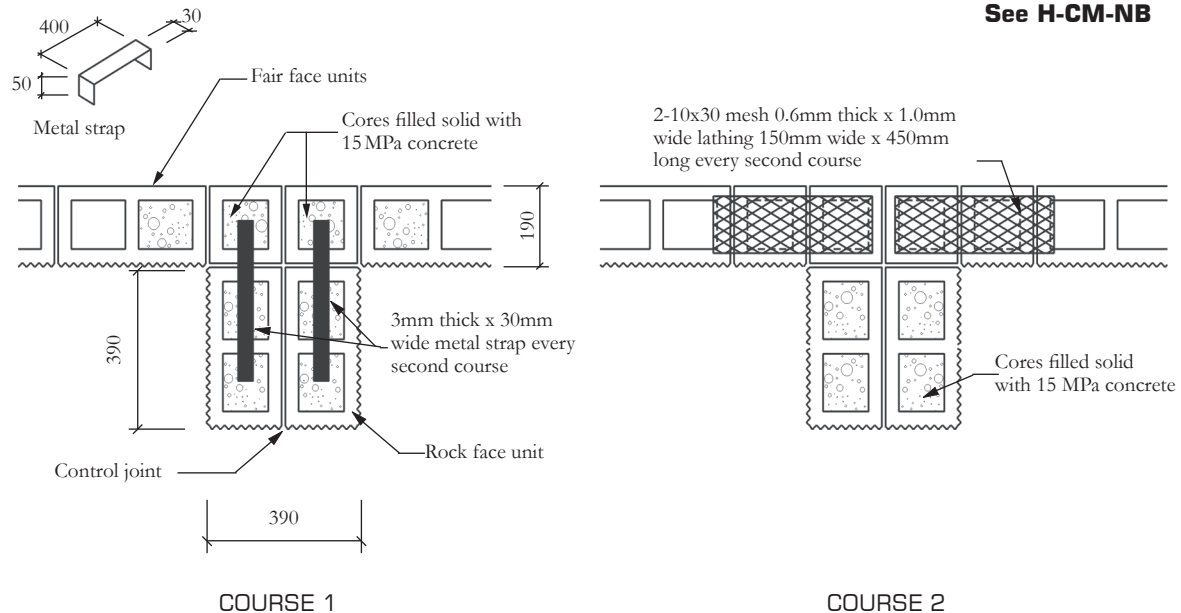 See H-CM-NB
400
30
50
Metal strap
Fair face units
Cores filled solid with
15 MPa concrete
190
390
3mm thick x 30mm
wide metal strap every
second course
Rock face unit
Control joint
390
COURSE 1
2-10x30 mesh 0.6mm thick x 1.0mm
wide lathing 150mm wide x 450mm
long every second course
Cores filled solid
with 15 MPa concrete
COURSE 2